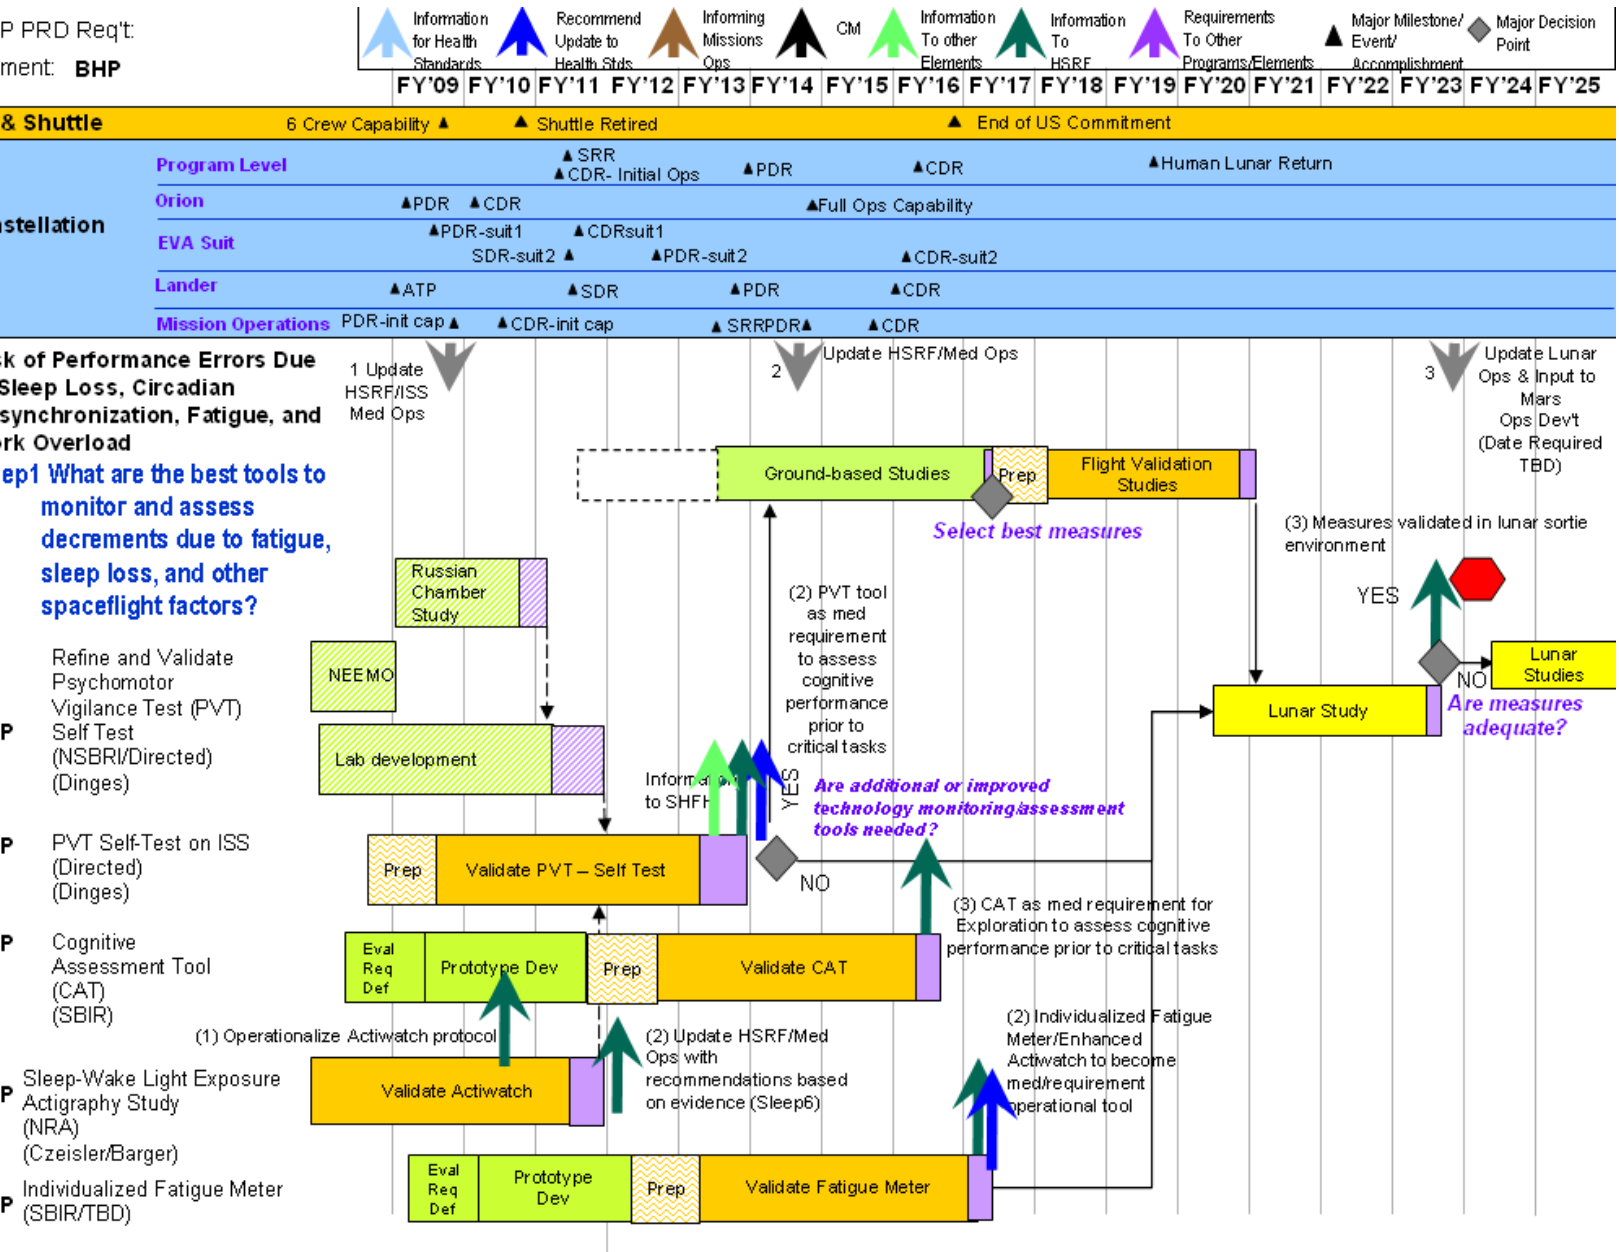 P PRD Req't:
ment: BHP
Information
for Health
Standards
Recommend
Update to
Health Stds
Informing
Missions
Ops
CM
Information
To other
Elements
Information
To
HSRF
Requirements
To Other
Programs/Elements
Major Milestone/
Event/
Accomplishment
Major Decision
Point
FY'09 FY'10 FY'11 FY'12 FY'13 FY'14 FY'15 FY'16 FY'17 FY'18 FY'19 FY'20 FY'21 FY'22 FY'23 FY'24 FY'25
& Shuttle
6 Crew Capability
Shuttle Retired
End of US Commitment
stellation
Program Level
SRR
CDR- Initial Ops
PDR
CDR
Human Lunar Return
Orion
PDR
CDR
Full Ops Capability
EVA Suit
PDR-suit1
CDRsuit1
SDR-suit2
PDR-suit2
CDR-suit2
Lander
ATP
SDR
PDR
CDR
Mission Operations
PDR-init cap
CDR-init cap
SRRPDR
CDR
sk of Performance Errors Due
Sleep Loss, Circadian
synchronization, Fatigue, and
rk Overload
1 Update
HSRF/ISS
Med Ops
2
Update HSRF/Med Ops
3
Update Lunar
Ops & Input to
Mars
Ops Dev't
(Date Required
TBD)
ep1 What are the best tools to
monitor and assess
decrements due to fatigue,
sleep loss, and other
spaceflight factors?
Ground-based Studies
Prep
Flight Validation
Studies
Select best measures
(3) Measures validated in lunar sortie
environment
YES
Russian
Chamber
Study
(2) PVT tool
as med
requirement
to assess
cognitive
performance
prior to
critical tasks
NEEMO
Refine and Validate
Psychomotor
Vigilance Test (PVT)
P Self Test
(NSBRI/Directed)
(Dinges)
Lab development
Lunar
Studies
NO
Lunar Study
Are measures
adequate?
Information
to SHFH
YES
Are additional or improved
technology monitoring/assessment
tools needed?
P PVT Self-Test on ISS
(Directed)
(Dinges)
Prep
Validate PVT – Self Test
NO
(3) CAT as med requirement for
Exploration to assess cognitive
performance prior to critical tasks
P Cognitive
Assessment Tool
(CAT)
(SBIR)
Eval
Req
Def
Prototype Dev
Prep
Validate CAT
(1) Operationalize Actiwatch protocol
(2) Update HSRF/Med
Ops with
recommendations based
on evidence (Sleep6)
(2) Individualized Fatigue
Meter/Enhanced
Actiwatch to become
med/requirement
operational tool
Sleep-Wake Light Exposure
P Actigraphy Study
(NRA)
(Czeisler/Barger)
Validate Actiwatch
P Individualized Fatigue Meter
(SBIR/TBD)
Eval
Req
Def
Prototype
Dev
Prep
Validate Fatigue Meter